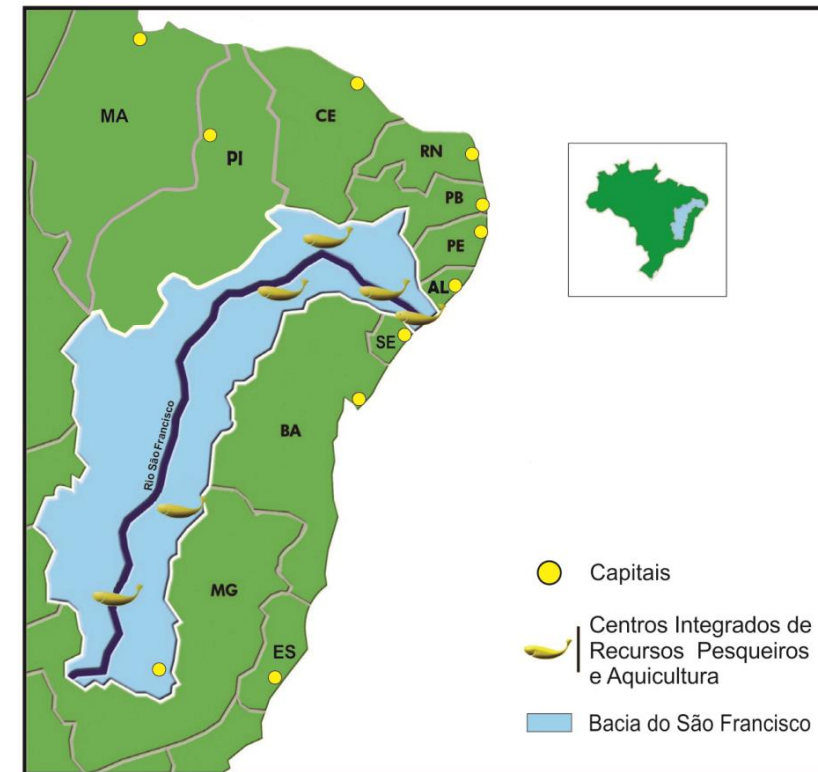 MA
PI
CE
RN
PB
PE
AL
SE
BA
Rio São Francisco
MG
ES
Capitais
Centros Integrados de
Recursos Pesqueiros
e Aquicultura
Bacia do São Francisco